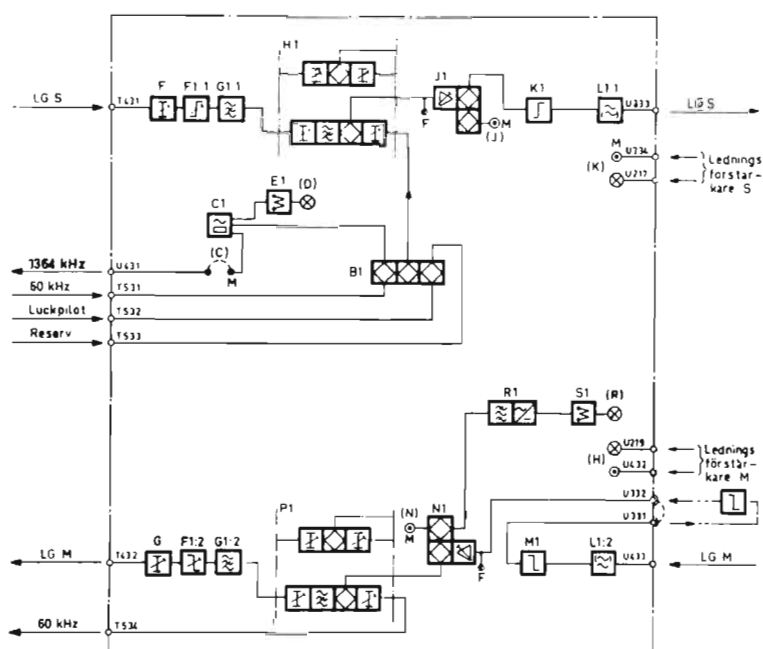 H1
F
F1:1
G1:1
J1
K1
L1:1
LG S
T431
U233
LG S
F
M
(J)
M
U234
(K)
U217
Lednings
förstär-
kare S
E1
(D)
C1
(C)
M
B1
1364 kHz
U431
60 kHz
T531
Luckpilot
T532
Reserv
T533
R1
S1
(R)
U219
(H)
U432
Lednings
förstär-
kare M
U332
U331
P1
(N)
M
N1
F
G
F1:2
G1:2
M1
L1:2
LG M
T432
U433
LG M
60 kHz
T534